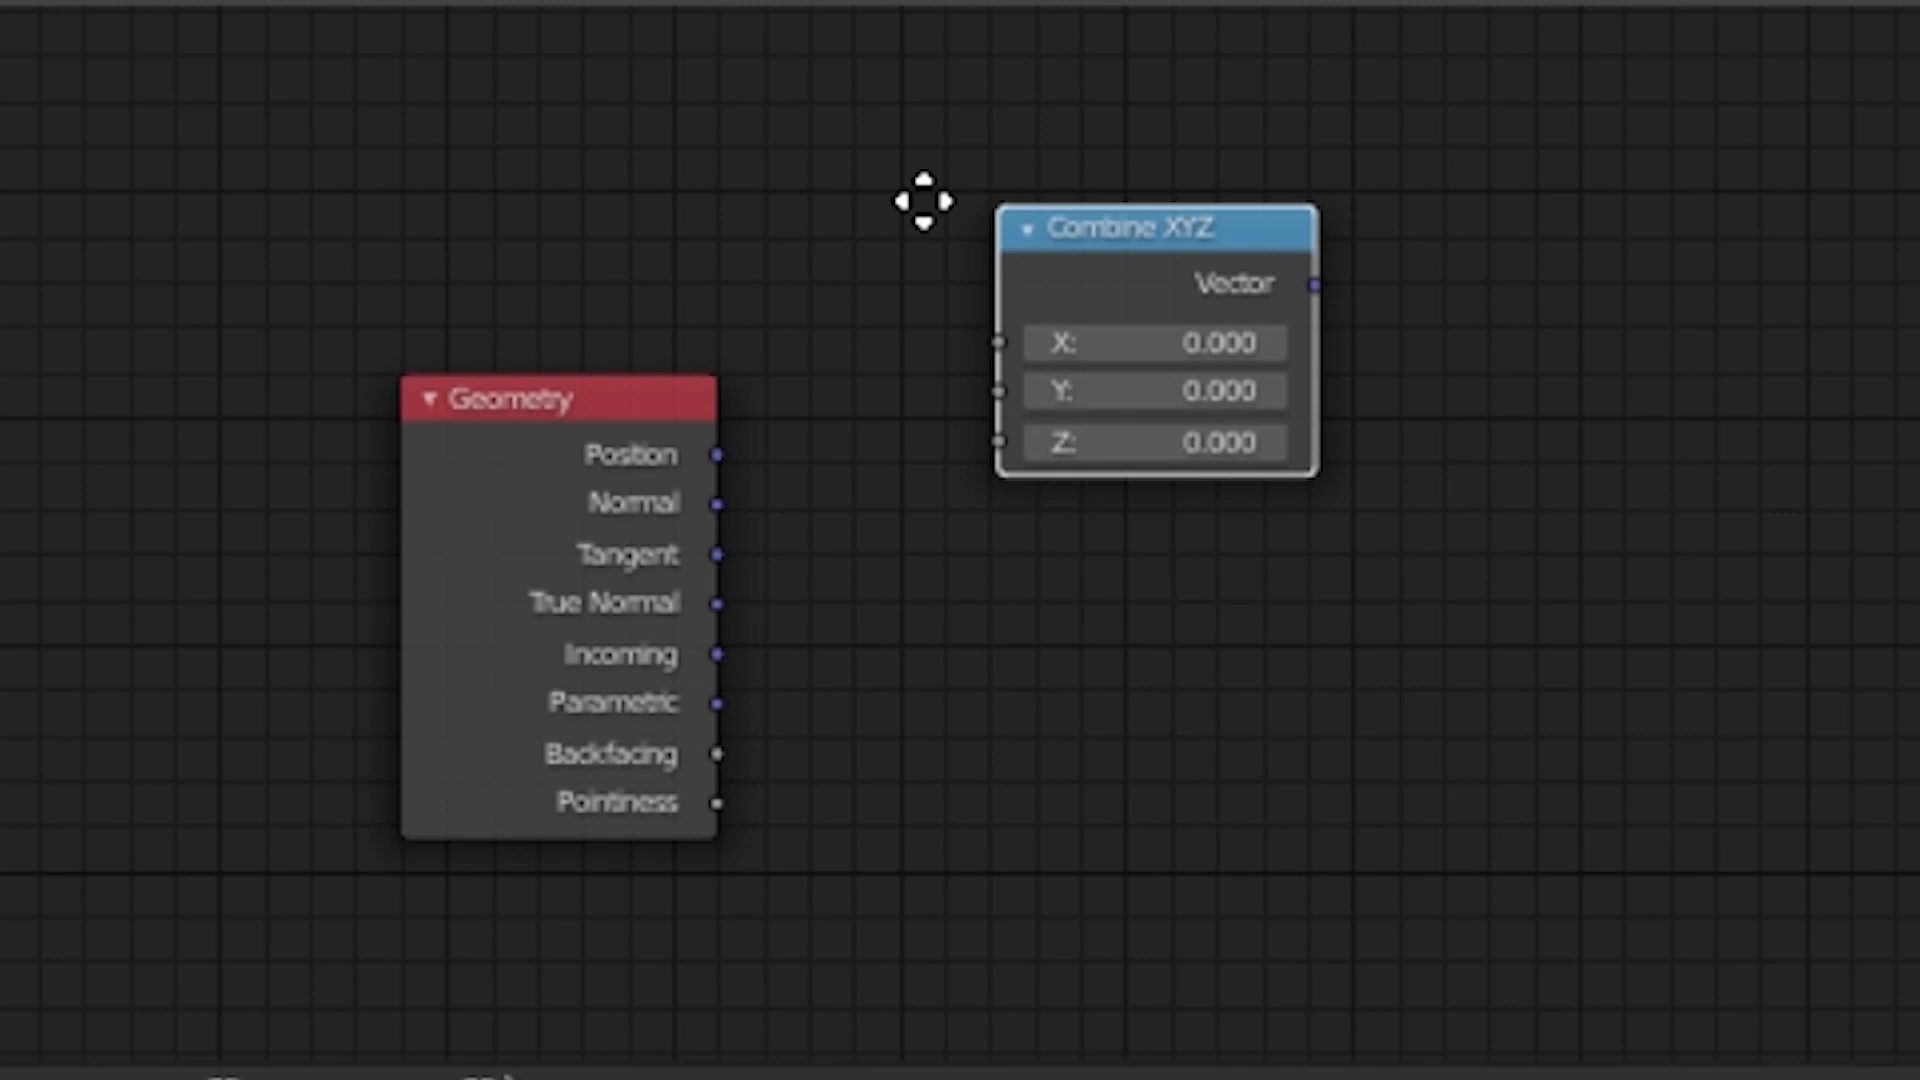 Combine XYZ
Vector
X: 0.000
Y: 0.000
Z: 0.000
Geometry
Position
Normal
Tangent
True Normal
Incoming
Parametric
Backfacing
Pointiness